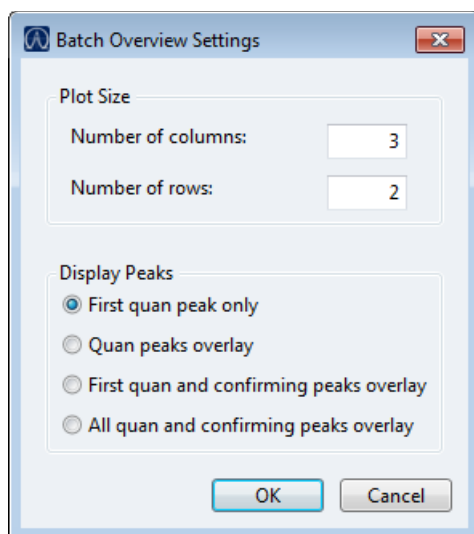 Batch Overview Settings
Plot Size
Number of columns: 3
Number of rows: 2
Display Peaks
First quan peak only
Quan peaks overlay
First quan and confirming peaks overlay
All quan and confirming peaks overlay
OK Cancel